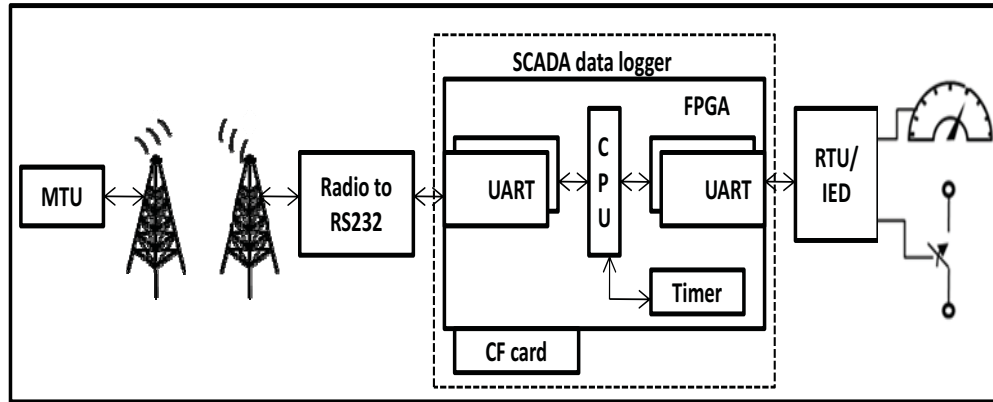 SCADA data logger
FPGA
MTU
Radio to
RS232
UART
C
P
U
UART
RTU/
IED
Timer
CF card